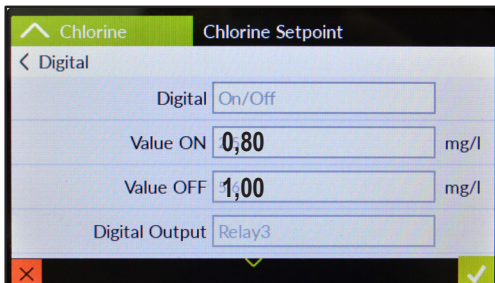 Chlorine Chlorine Setpoint
Digital
Digital On/Off
Value ON 0,80 mg/l
Value OFF 1,00 mg/l
Digital Output Relay3